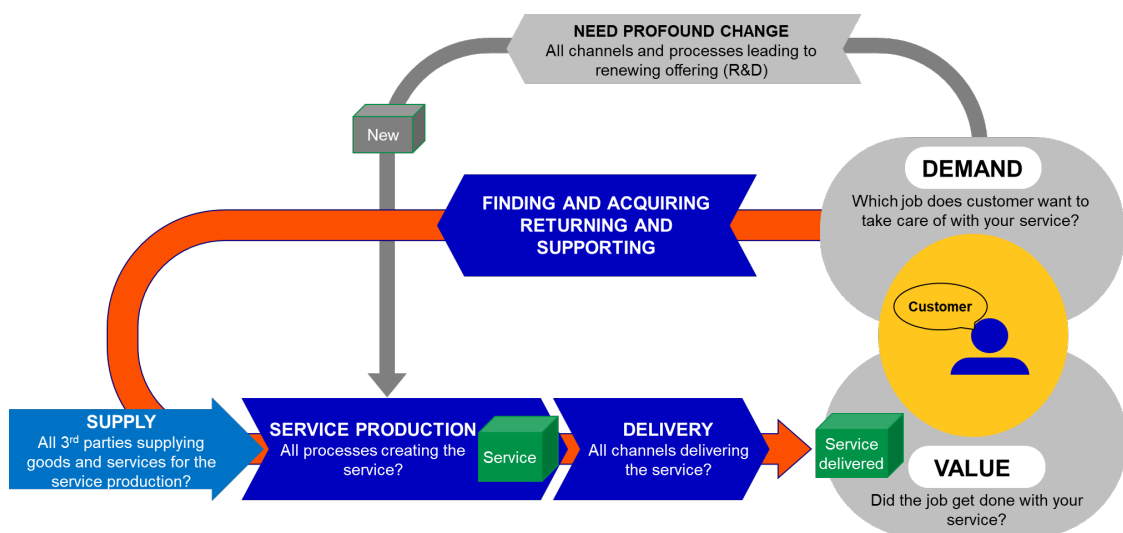 NEED PROFOUND CHANGE
All channels and processes leading to
renewing offering (R&D)
New
DEMAND
Which job does customer want to
take care of with your service?
FINDING AND ACQUIRING
RETURNING AND
SUPPORTING
Customer
SUPPLY
All 3rd parties supplying
goods and services for the
service production?
SERVICE PRODUCTION
All processes creating the
service?
Service
DELIVERY
All channels delivering
the service?
Service
delivered
VALUE
Did the job get done with your
service?